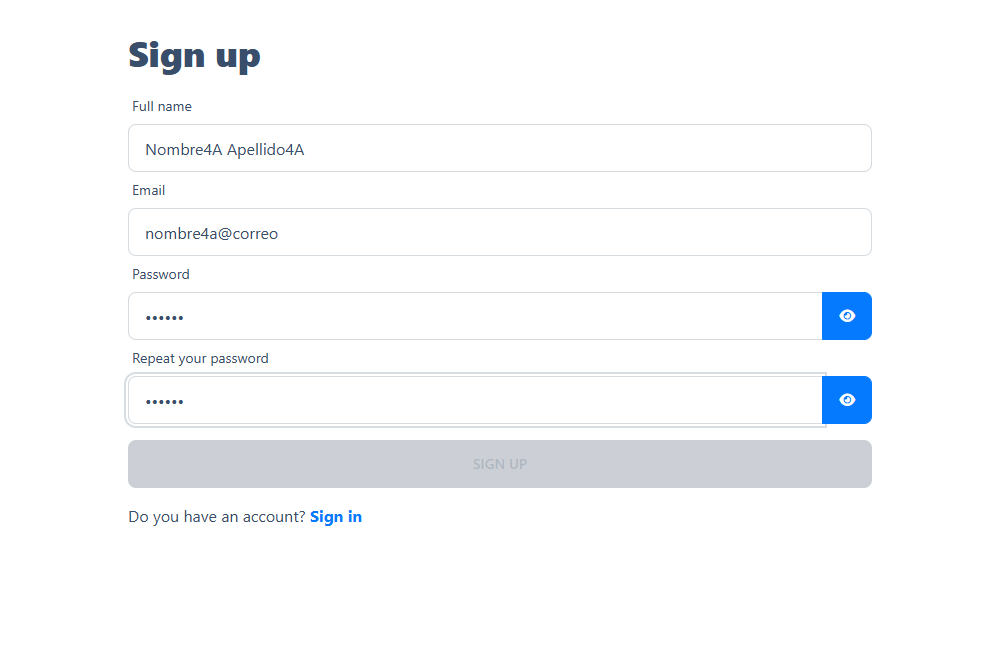 Sign up
Full name
Nombre4A Apellido4A
Email
nombre4a@correo
Password
••••••
Repeat your password
••••••
SIGN UP
Do you have an account? Sign in